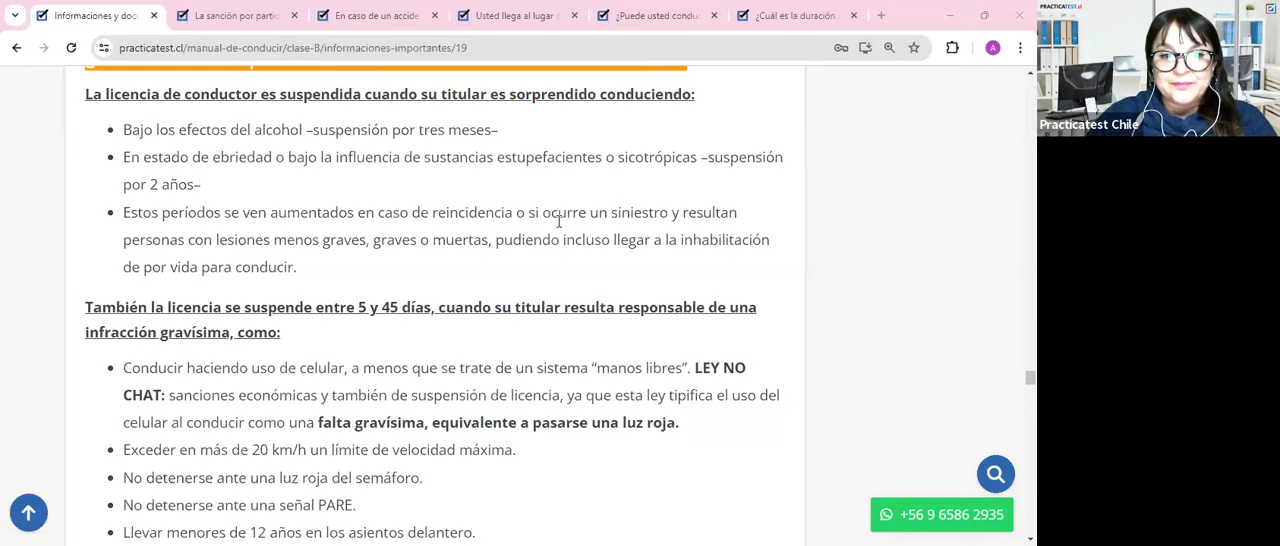 Informaciones y docu
La sanción por partici
En caso de un accide
Usted llega al lugar d
¿Puede usted condu
¿Cuál es la duración
practicatest.cl/manual-de-conducir/clase-B/informaciones-importantes/19
A
La licencia de conductor es suspendida cuando su titular es sorprendido conduciendo:
Bajo los efectos del alcohol –suspensión por tres meses–
En estado de ebriedad o bajo la influencia de sustancias estupefacientes o sicotrópicas –suspensión
por 2 años–
Estos períodos se ven aumentados en caso de reincidencia o si ocurre un siniestro y resultan
personas con lesiones menos graves, graves o muertas, pudiendo incluso llegar a la inhabilitación
de por vida para conducir.
También la licencia se suspende entre 5 y 45 días, cuando su titular resulta responsable de una
infracción gravísima, como:
Conducir haciendo uso de celular, a menos que se trate de un sistema “manos libres”. LEY NO
CHAT: sanciones económicas y también de suspensión de licencia, ya que esta ley tipifica el uso del
celular al conducir como una falta gravísima, equivalente a pasarse una luz roja.
Exceder en más de 20 km/h un límite de velocidad máxima.
No detenerse ante una luz roja del semáforo.
No detenerse ante una señal PARE.
Llevar menores de 12 años en los asientos delantero.
+56 9 6586 2935
PRACTICATEST.cl
Practicatest Chile